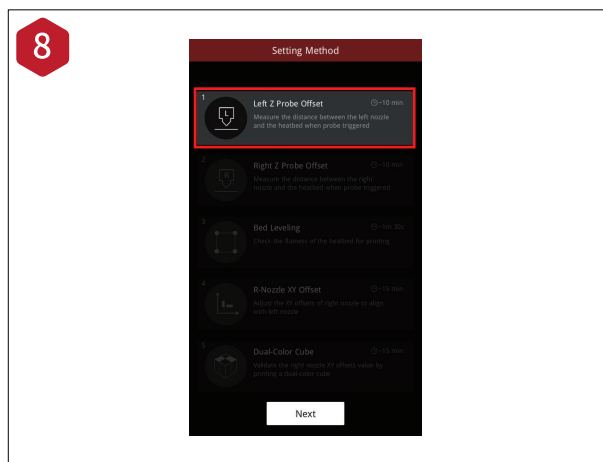 8
Setting Method
1
Left Z Probe Offset
~10 min
Measure the distance between the left nozzle
and the heatbed when probe triggered
2
Right Z Probe Offset
~10 min
Measure the distance between the right
nozzle and the heatbed when probe triggered
3
Bed Leveling
~1m 30s
Check the flatness of the heatbed for printing
4
R-Nozzle XY Offset
~15 min
Adjust the XY offsets of right nozzle to align
with left nozzle
5
Dual-Color Cube
~15 min
Validate the right nozzle XY offsets value by
printing a dual-color cube
Next